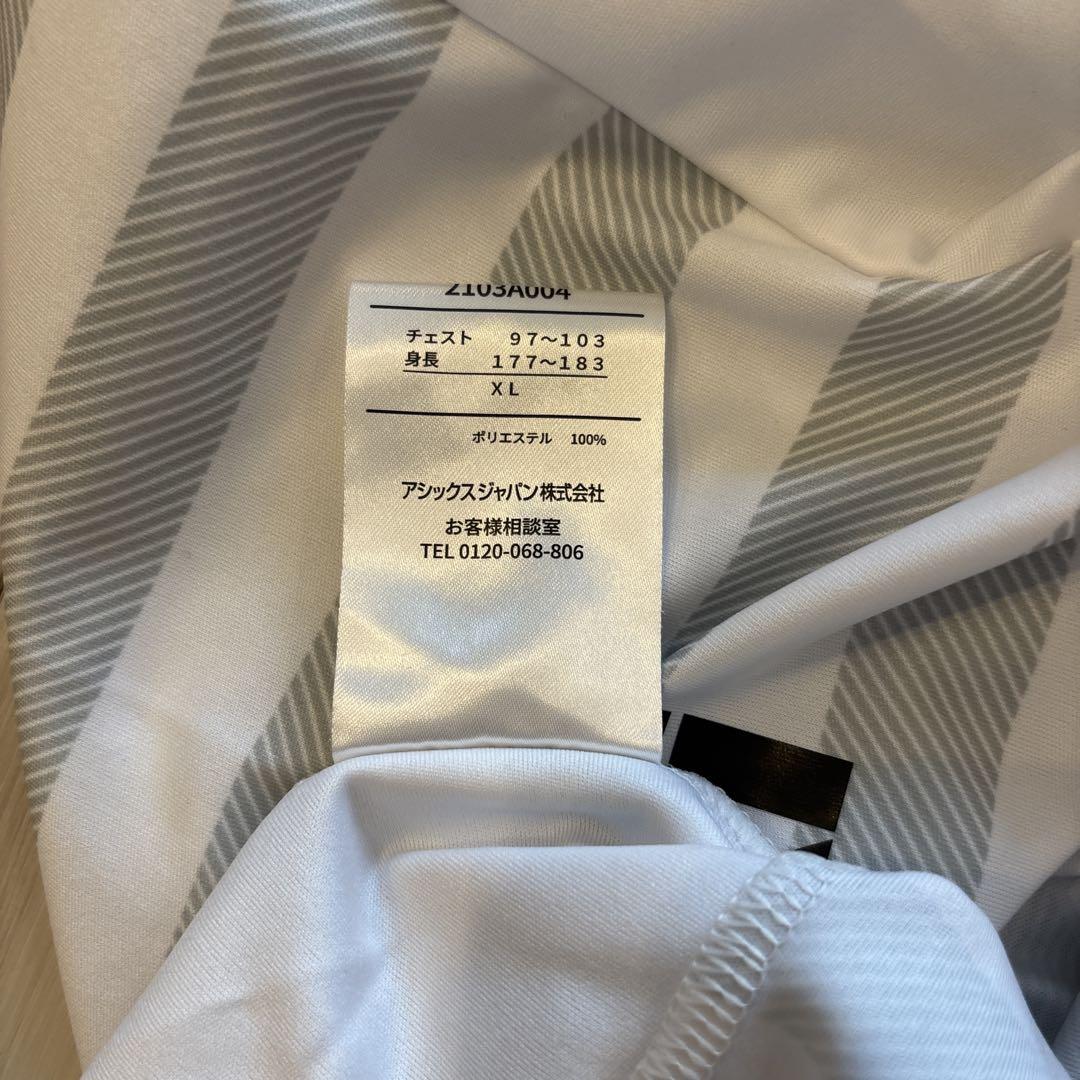 2103A004
チェスト 97～103
身長 177～183
XL
ポリエステル 100%
アシックスジャパン株式会社
お客様相談室
TEL 0120-068-806